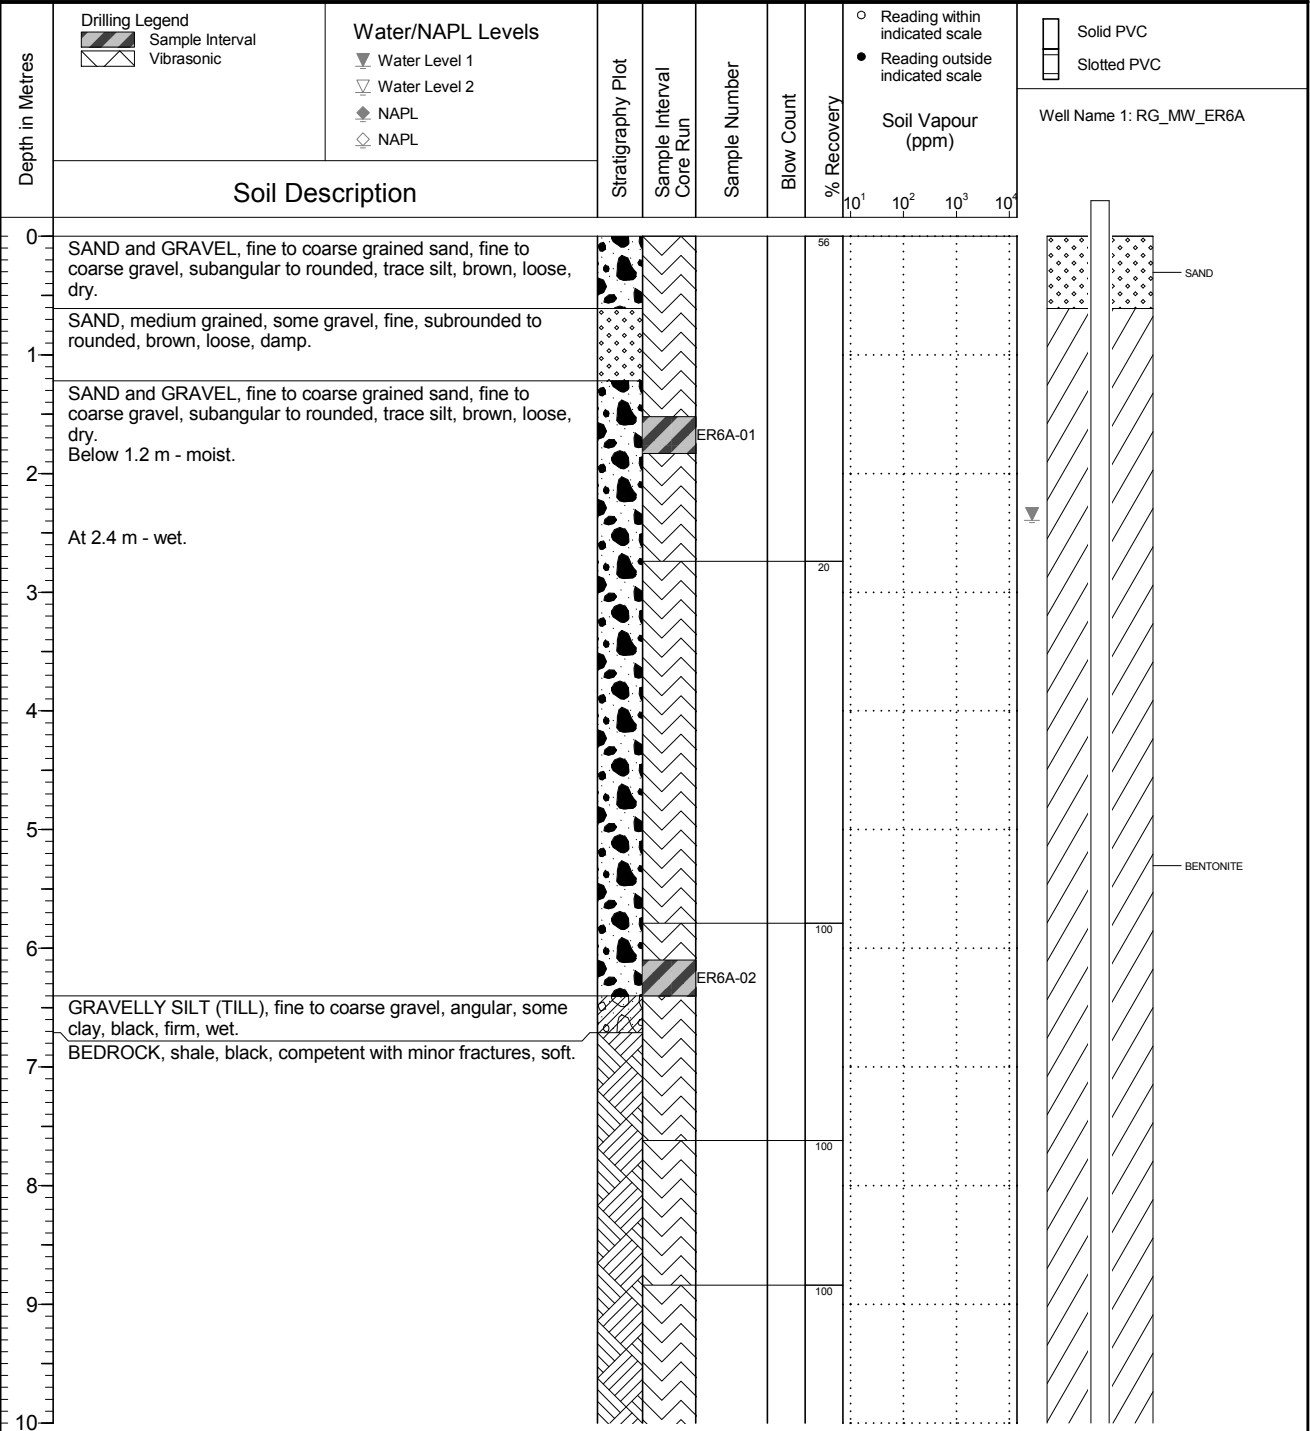 Depth in Metres
Drilling Legend
Sample Interval
Vibrasonic
Water/NAPL Levels
Water Level 1
Water Level 2
NAPL
NAPL
Soil Description
Stratigraphy Plot
Sample Interval
Core Run
Sample Number
Blow Count
% Recovery
Reading within
indicated scale
Reading outside
indicated scale
Soil Vapour
(ppm)
10¹ 10² 10³ 10⁴
Solid PVC
Slotted PVC
Well Name 1: RG_MW_ER6A
0
SAND and GRAVEL, fine to coarse grained sand, fine to
coarse gravel, subangular to rounded, trace silt, brown, loose,
dry.
56
SAND
SAND, medium grained, some gravel, fine, subrounded to
rounded, brown, loose, damp.
1
SAND and GRAVEL, fine to coarse grained sand, fine to
coarse gravel, subangular to rounded, trace silt, brown, loose,
dry.
Below 1.2 m - moist.
ER6A-01
2
At 2.4 m - wet.
20
3
4
5
BENTONITE
100
6
ER6A-02
GRAVELLY SILT (TILL), fine to coarse gravel, angular, some
clay, black, firm, wet.
BEDROCK, shale, black, competent with minor fractures, soft.
7
100
8
100
9
10